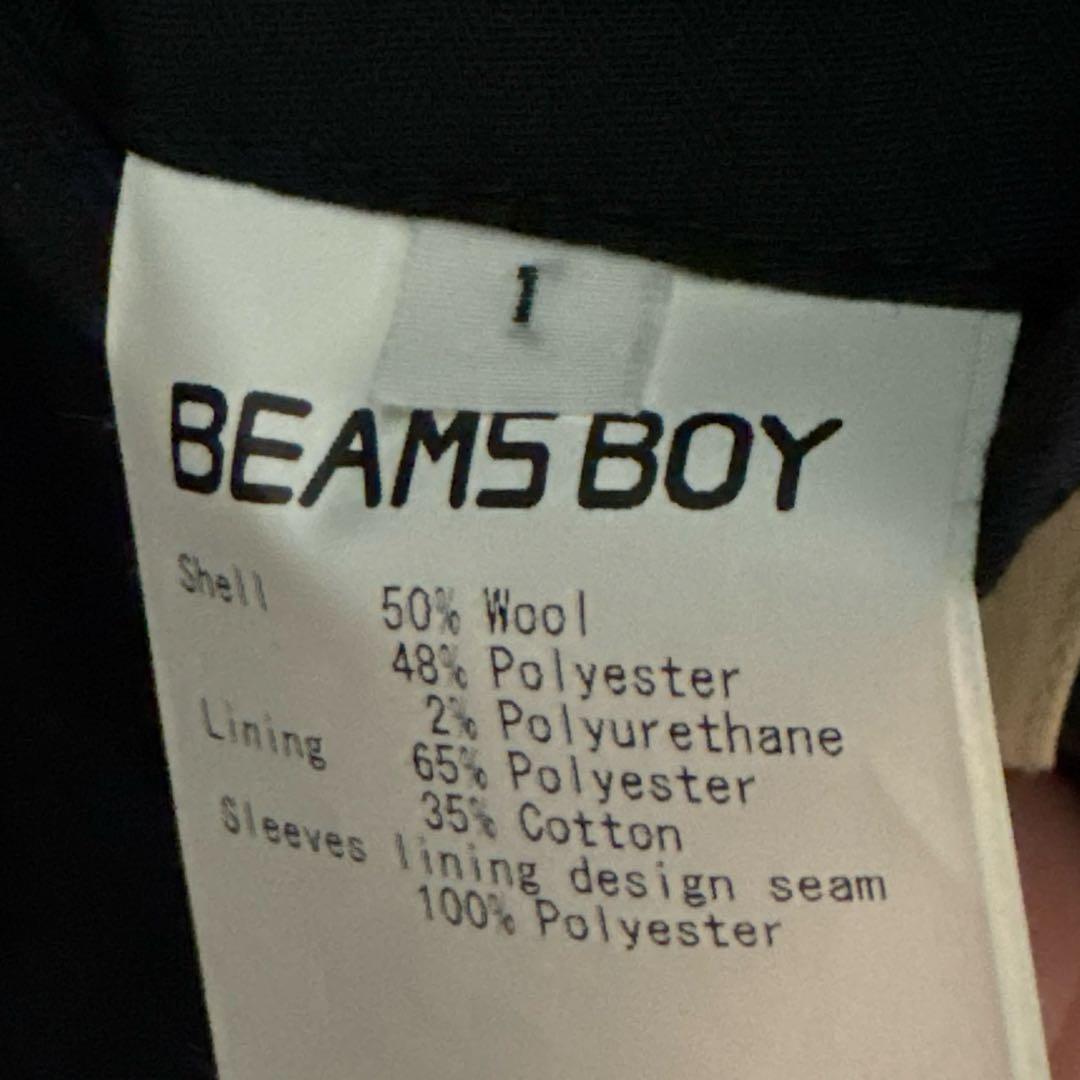 1
BEAMS BOY
Shell
50% Wool
48% Polyester
2% Polyurethane
Lining
65% Polyester
35% Cotton
Sleeves lining design seam
100% Polyester